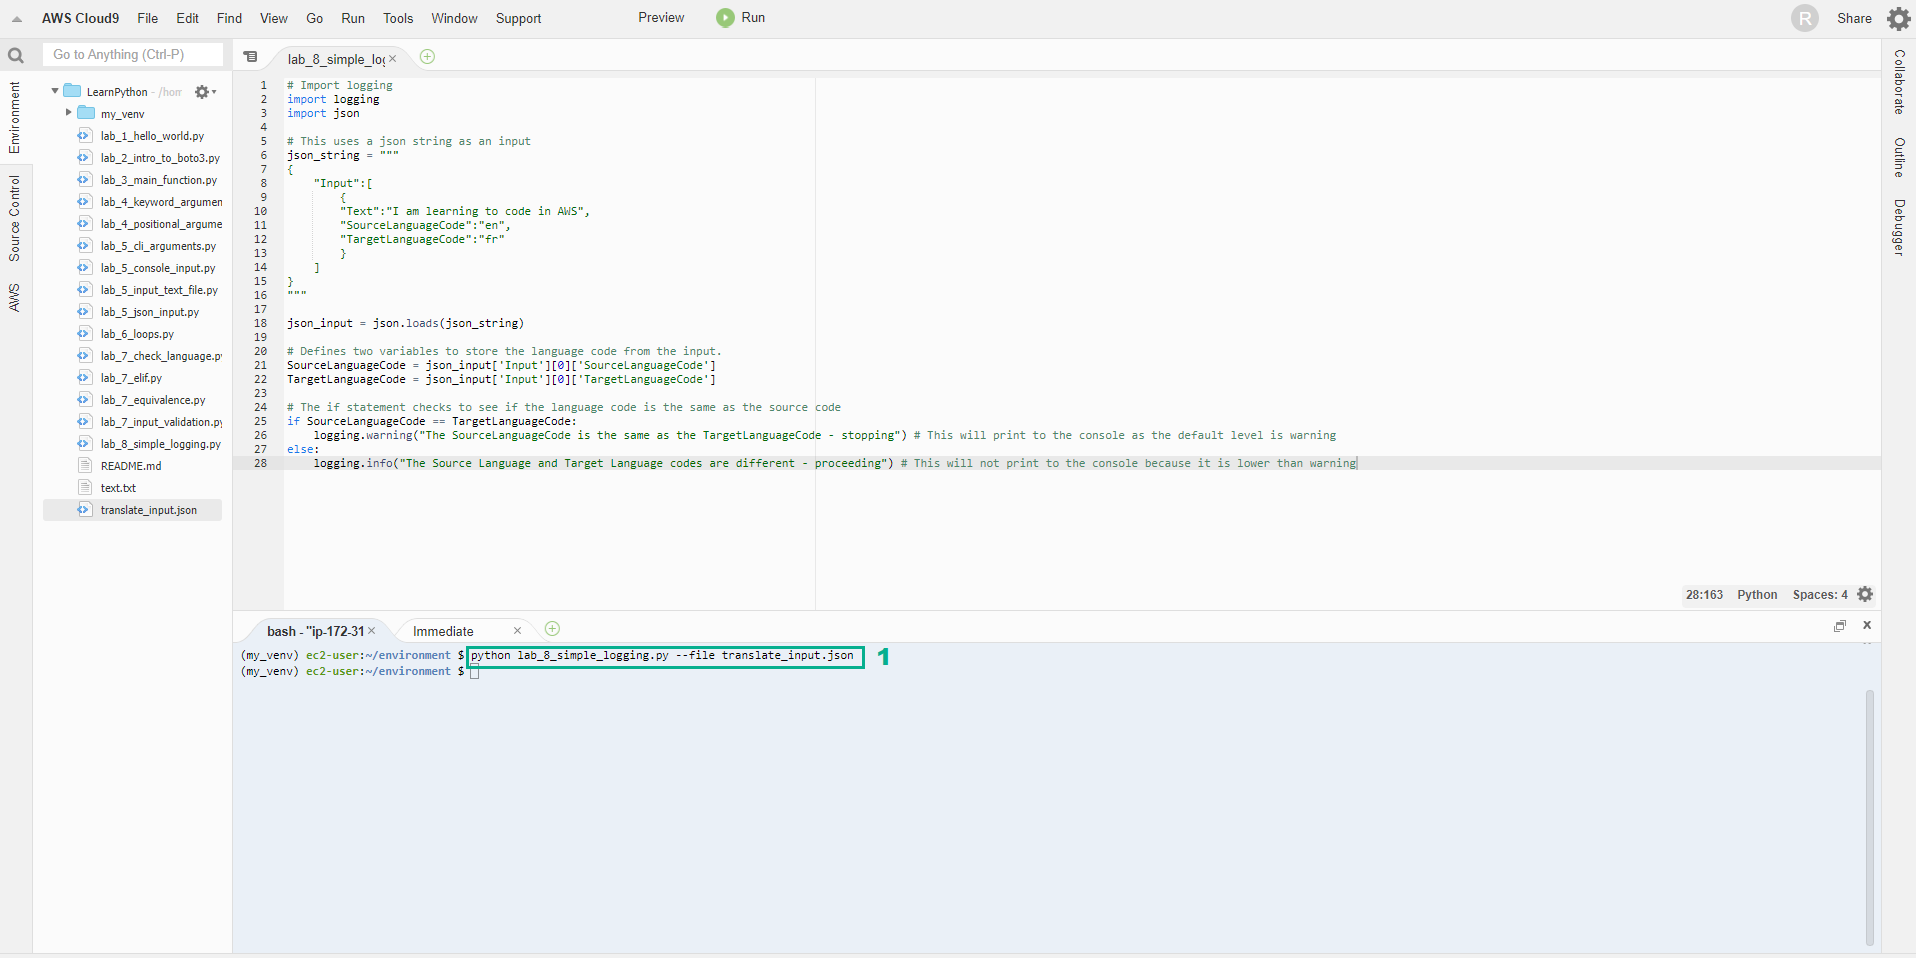 AWS Cloud9 File Edit Find View Go Run Tools Window Support Preview Run R Share
Go to Anything (Ctrl-P)
lab_8_simple_log
Environment
Source Control
AWS
LearnPython - /hom
my_venv
lab_1_hello_world.py
lab_2_intro_to_boto3.py
lab_3_main_function.py
lab_4_keyword_argumen
lab_4_positional_argume
lab_5_cli_arguments.py
lab_5_console_input.py
lab_5_input_text_file.py
lab_5_json_input.py
lab_6_loops.py
lab_7_check_language.py
lab_7_elif.py
lab_7_equivalence.py
lab_7_input_validation.py
lab_8_simple_logging.py
README.md
text.txt
translate_input.json
1 # Import logging
2 import logging
3 import json
4
5 # This uses a json string as an input
6 json_string = """
7 {
8 "Input":[
9 {
10 "Text":"I am learning to code in AWS",
11 "SourceLanguageCode":"en",
12 "TargetLanguageCode":"fr"
13 }
14 ]
15 }
16 """
17
18 json_input = json.loads(json_string)
19
20 # Defines two variables to store the language code from the input.
21 SourceLanguageCode = json_input['Input'][0]['SourceLanguageCode']
22 TargetLanguageCode = json_input['Input'][0]['TargetLanguageCode']
23
24 # The if statement checks to see if the language code is the same as the source code
25 if SourceLanguageCode == TargetLanguageCode:
26 logging.warning("The SourceLanguageCode is the same as the TargetLanguageCode - stopping") # This will print to the console as the default level is warning
27 else:
28 logging.info("The Source Language and Target Language codes are different - proceeding") # This will not print to the console because it is lower than warning
28:163 Python Spaces: 4
Collaborate
Outline
Debugger
bash - "ip-172-31 Immediate
(my_venv) ec2-user:~/environment $ python lab_8_simple_logging.py --file translate_input.json 1
(my_venv) ec2-user:~/environment $